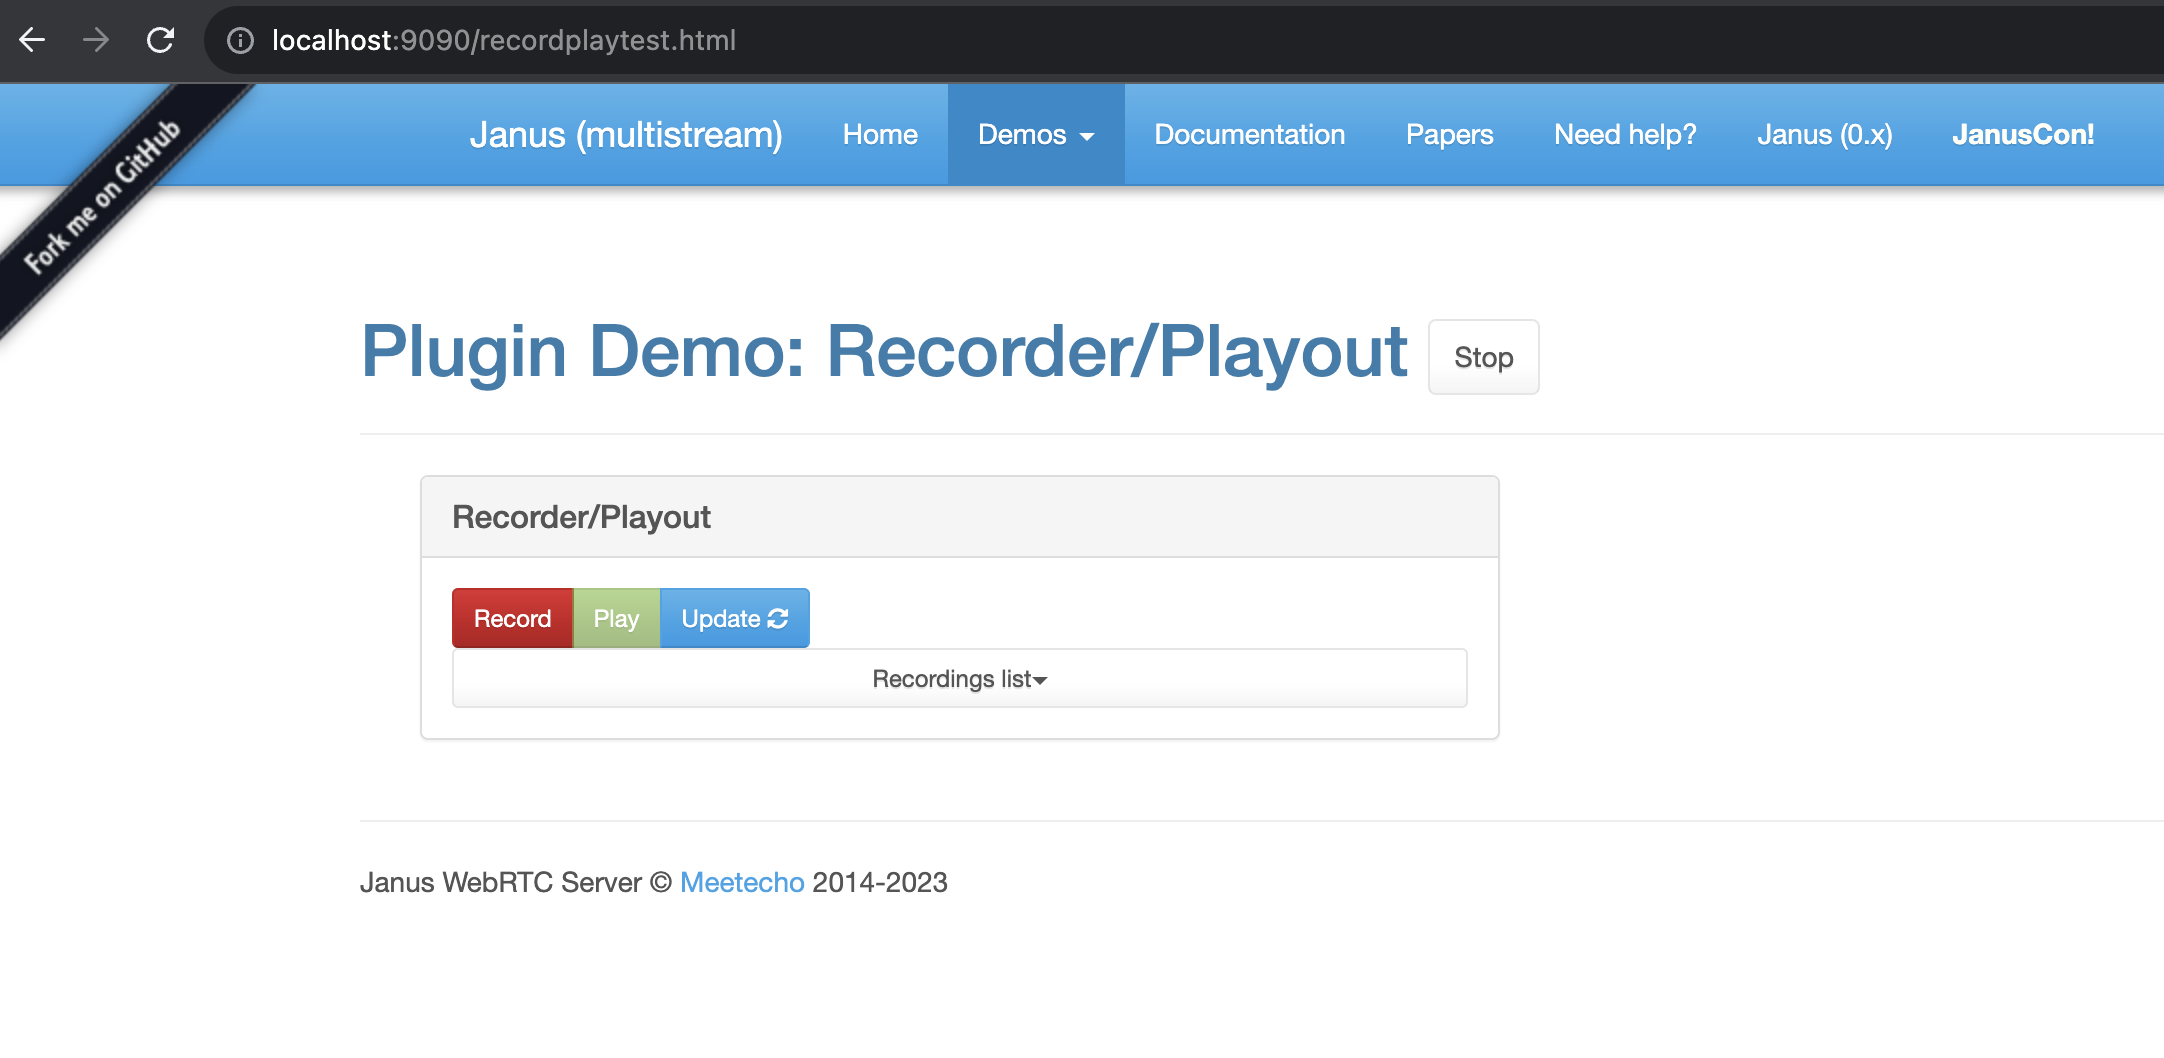 localhost:9090/recordplaytest.html
Fork me on GitHub
Janus (multistream) Home Demos Documentation Papers Need help? Janus (0.x) JanusCon!
Plugin Demo: Recorder/Playout Stop
Recorder/Playout
Record Play Update
Recordings list
Janus WebRTC Server © Meetecho 2014-2023